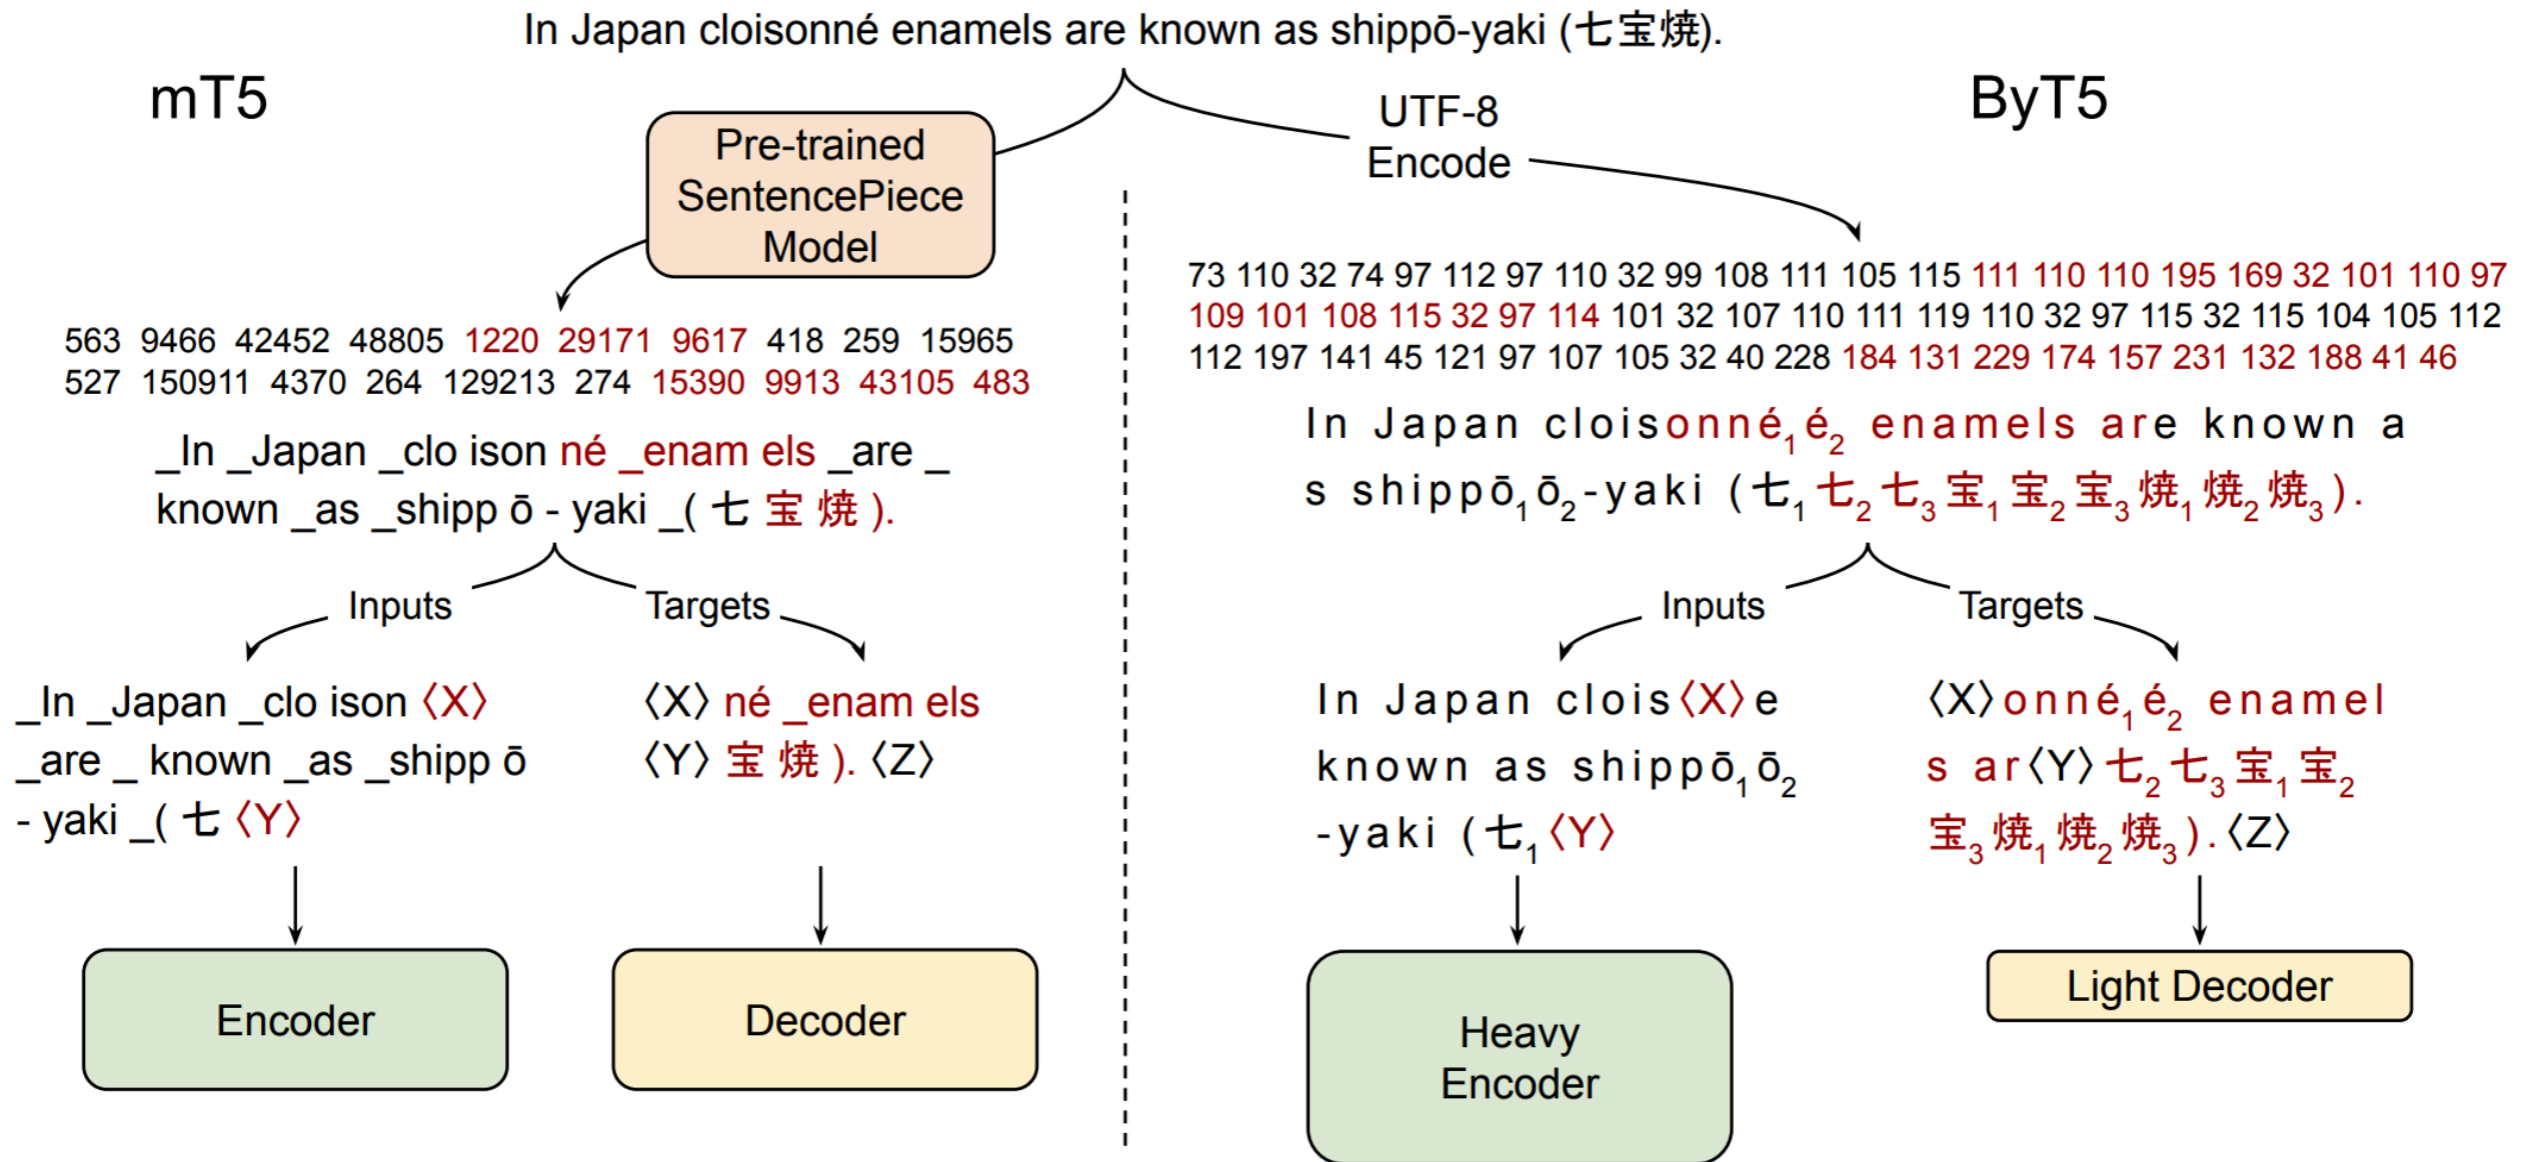 In Japan cloisonné enamels are known as shippō-yaki (七宝焼).
mT5
Pre-trained
SentencePiece
Model
563 9466 42452 48805 1220 29171 9617 418 259 15965
527 150911 4370 264 129213 274 15390 9913 43105 483
_In _Japan _clo ison né _enam els _are _
known _as _shipp ō - yaki _( 七 宝 焼 ).
Inputs
Targets
_In _Japan _clo ison 〈X〉
_are _ known _as _shipp ō
- yaki _( 七 〈Y〉
〈X〉 né _enam els
〈Y〉 宝 焼 ). 〈Z〉
Encoder
Decoder
UTF-8
Encode
ByT5
73 110 32 74 97 112 97 110 32 99 108 111 105 115 111 110 110 195 169 32 101 110 97
109 101 108 115 32 97 114 101 32 107 110 111 119 110 32 97 115 32 115 104 105 112
112 197 141 45 121 97 107 105 32 40 228 184 131 229 174 157 231 132 188 41 46
In Japan cloisonné₁é₂ enamels are known a
s shippō₁ō₂-yaki (七₁七₂七₃宝₁宝₂宝₃焼₁焼₂焼₃).
Inputs
Targets
In Japan clois〈X〉e
known as shippō₁ō₂
-yaki (七₁〈Y〉
〈X〉onné₁é₂ enamel
s ar〈Y〉七₂七₃宝₁宝₂
宝₃焼₁焼₂焼₃).〈Z〉
Heavy
Encoder
Light Decoder